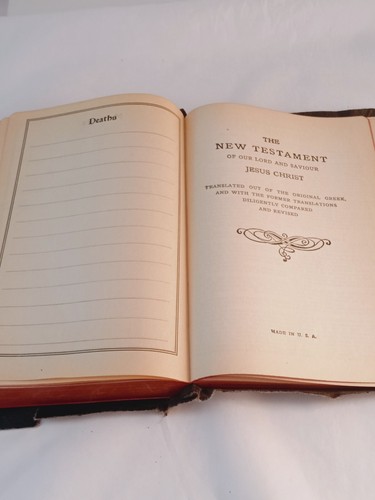 Deaths
THE
NEW TESTAMENT
OF OUR LORD AND SAVIOUR
JESUS CHRIST
TRANSLATED OUT OF THE ORIGINAL GREEK,
AND WITH THE FORMER TRANSLATIONS
DILIGENTLY COMPARED
AND REVISED
MADE IN U. S. A.